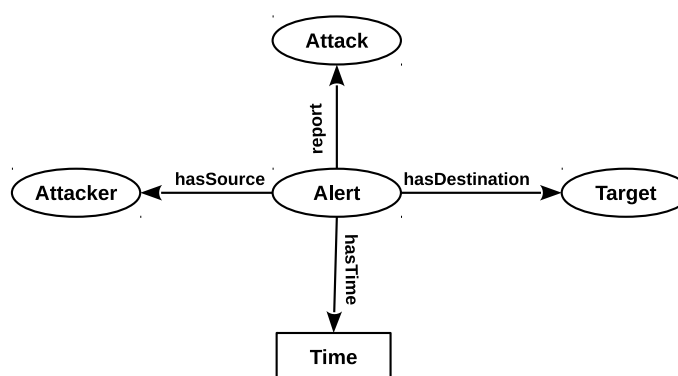 Attack
report
Attacker
hasSource
Alert
hasDestination
Target
hasTime
Time